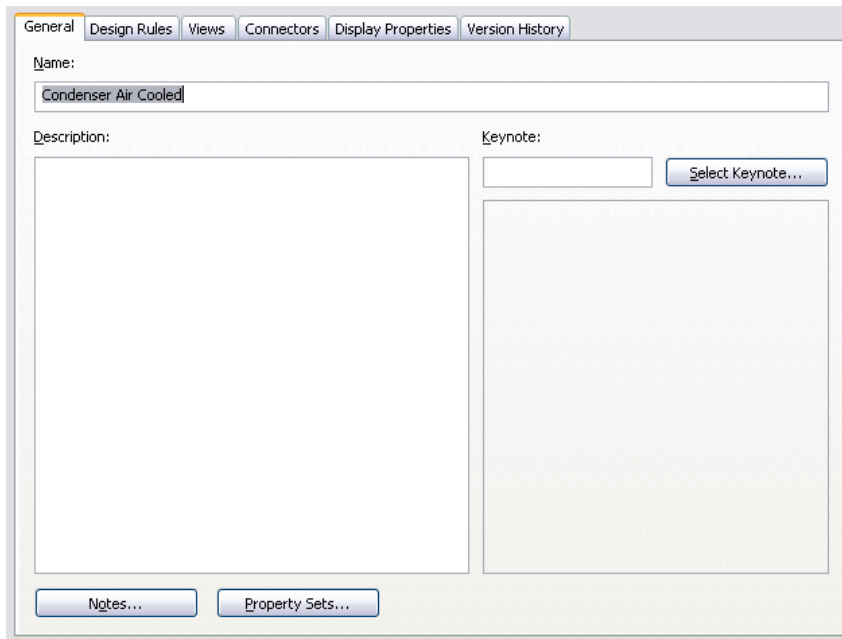 General Design Rules Views Connectors Display Properties Version History
Name:
Condenser Air Cooled
Description:
Keynote:
Select Keynote...
Notes... Property Sets...